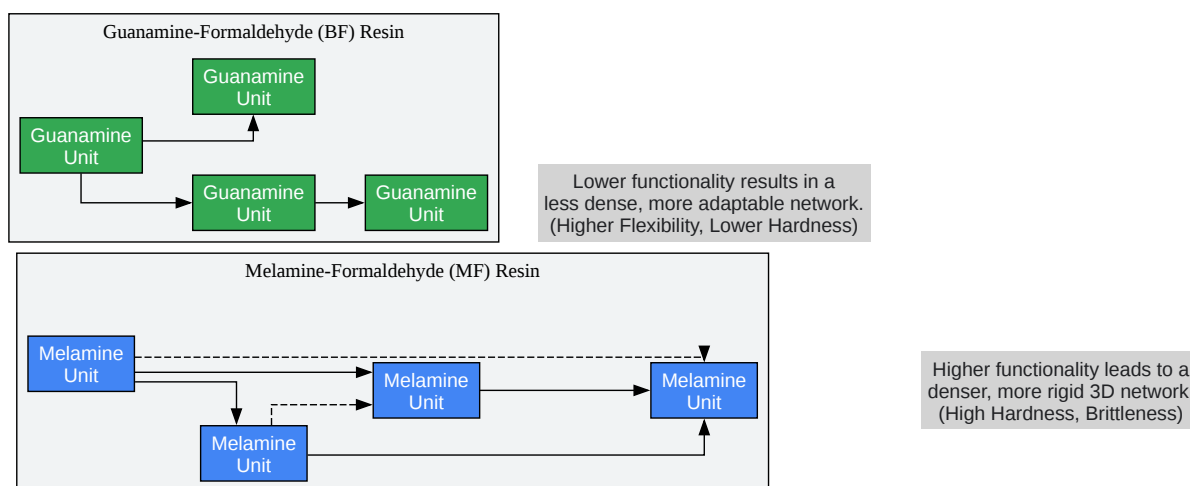 Guanamine-Formaldehyde (BF) Resin
Guanamine
Unit
Guanamine
Unit
Guanamine
Unit
Guanamine
Unit
Lower functionality results in a
less dense, more adaptable network.
(Higher Flexibility, Lower Hardness)
Melamine-Formaldehyde (MF) Resin
Melamine
Unit
Melamine
Unit
Melamine
Unit
Melamine
Unit
Higher functionality leads to a
denser, more rigid 3D network
(High Hardness, Brittleness)